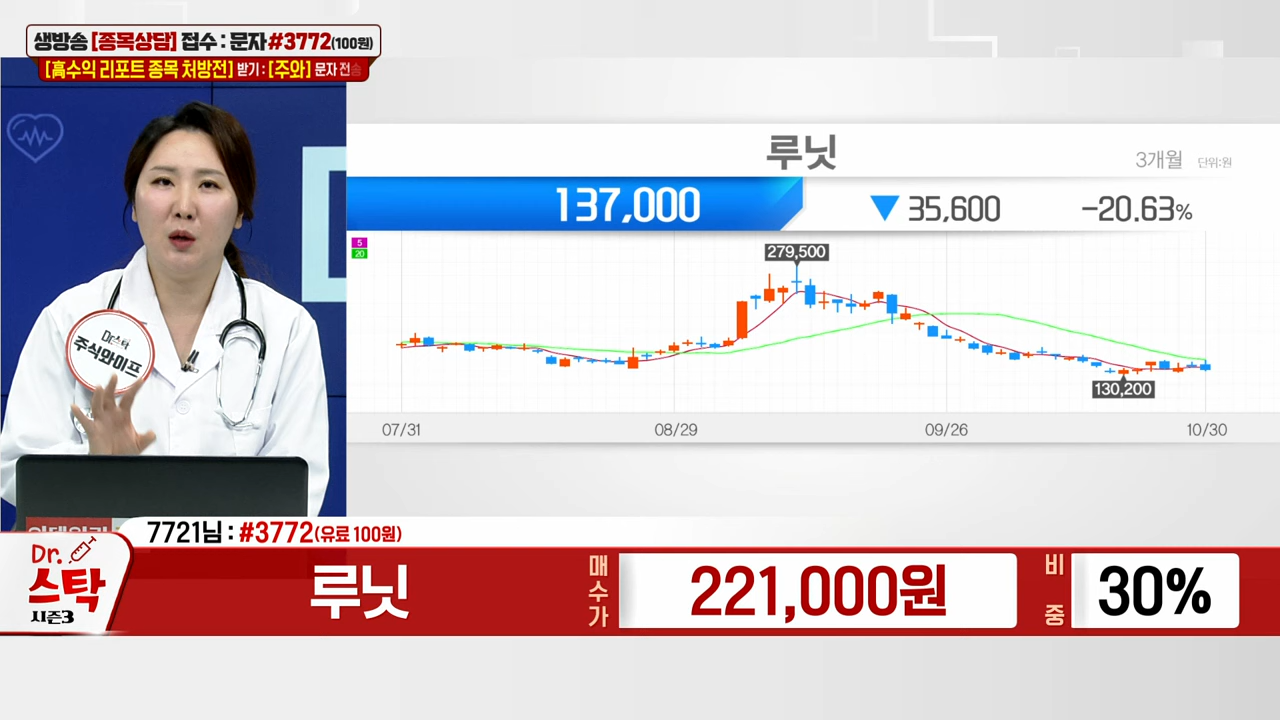 생방송 [종목상담] 접수 : 문자#3772(100원)
[高수익 리포트 종목 처방전] 받기 : [주와] 문자 전송
루닛
3개월 단위:원
137,000 ▼ 35,600 -20.63%
5
20
279,500
130,200
07/31 08/29 09/26 10/30
Dr.스탁
주식와이프
7721님 : #3772(유료 100원)
Dr.
스탁
시즌3
루닛 매수가 221,000원 비중 30%